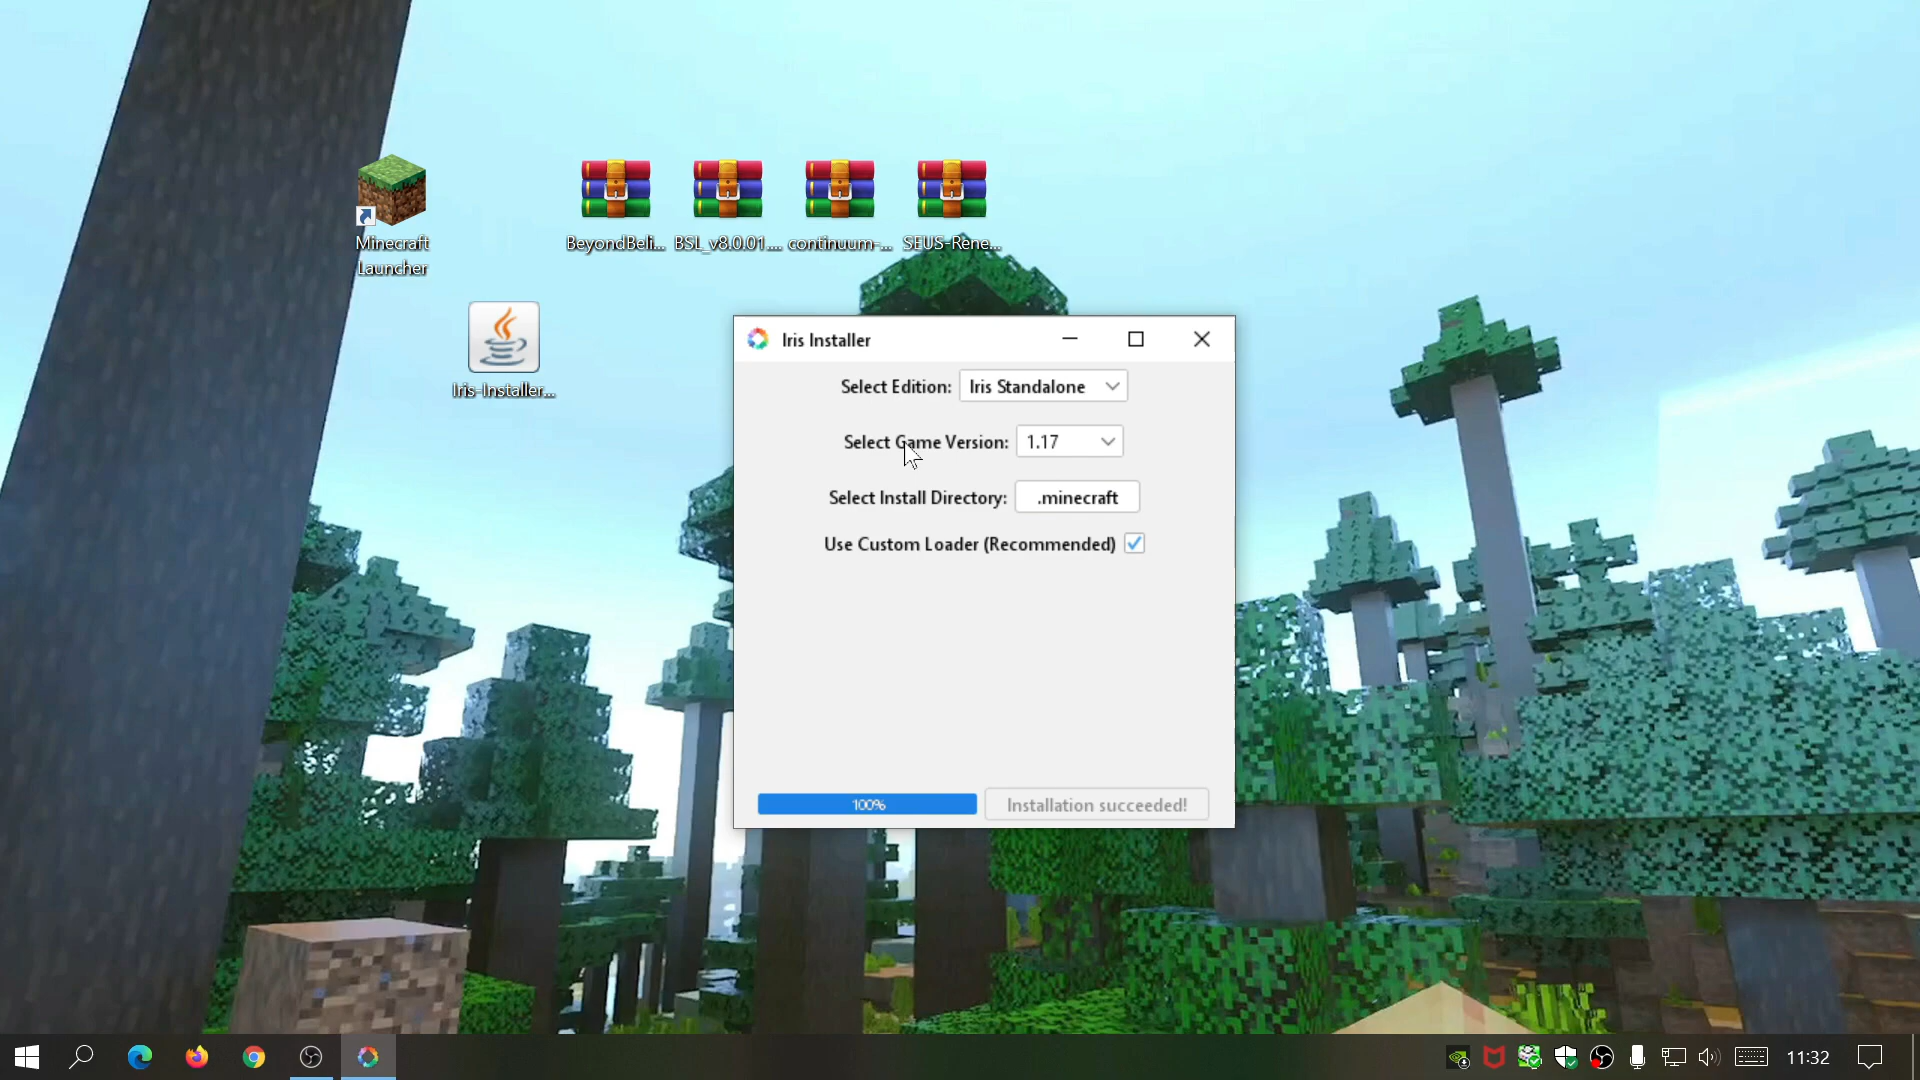 Minecraft
Launcher
BeyondBeli...
BSL_v8.0.01....
continuum-...
SEUS-Rene...
Iris-Installer...
Iris Installer
Select Edition: Iris Standalone
Select Game Version: 1.17
Select Install Directory: .minecraft
Use Custom Loader (Recommended)
100%
Installation succeeded!
11:32